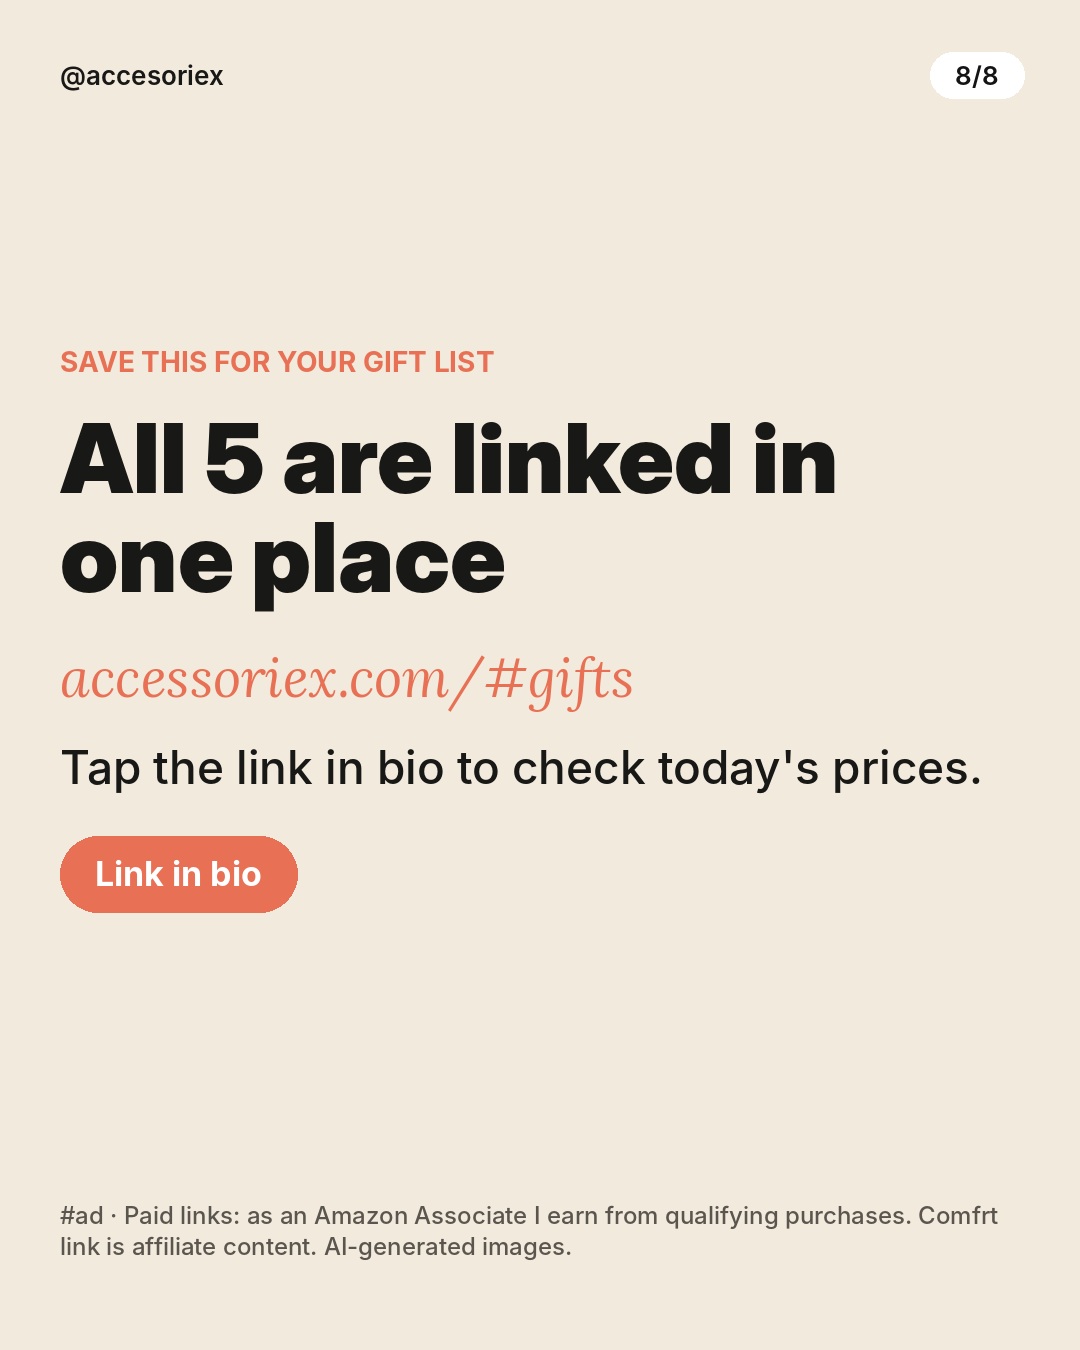 @accesoriex
8/8
SAVE THIS FOR YOUR GIFT LIST
All 5 are linked in
one place
accessoriex.com/#gifts
Tap the link in bio to check today's prices.
Link in bio
#ad · Paid links: as an Amazon Associate I earn from qualifying purchases. Comfrt
link is affiliate content. AI-generated images.